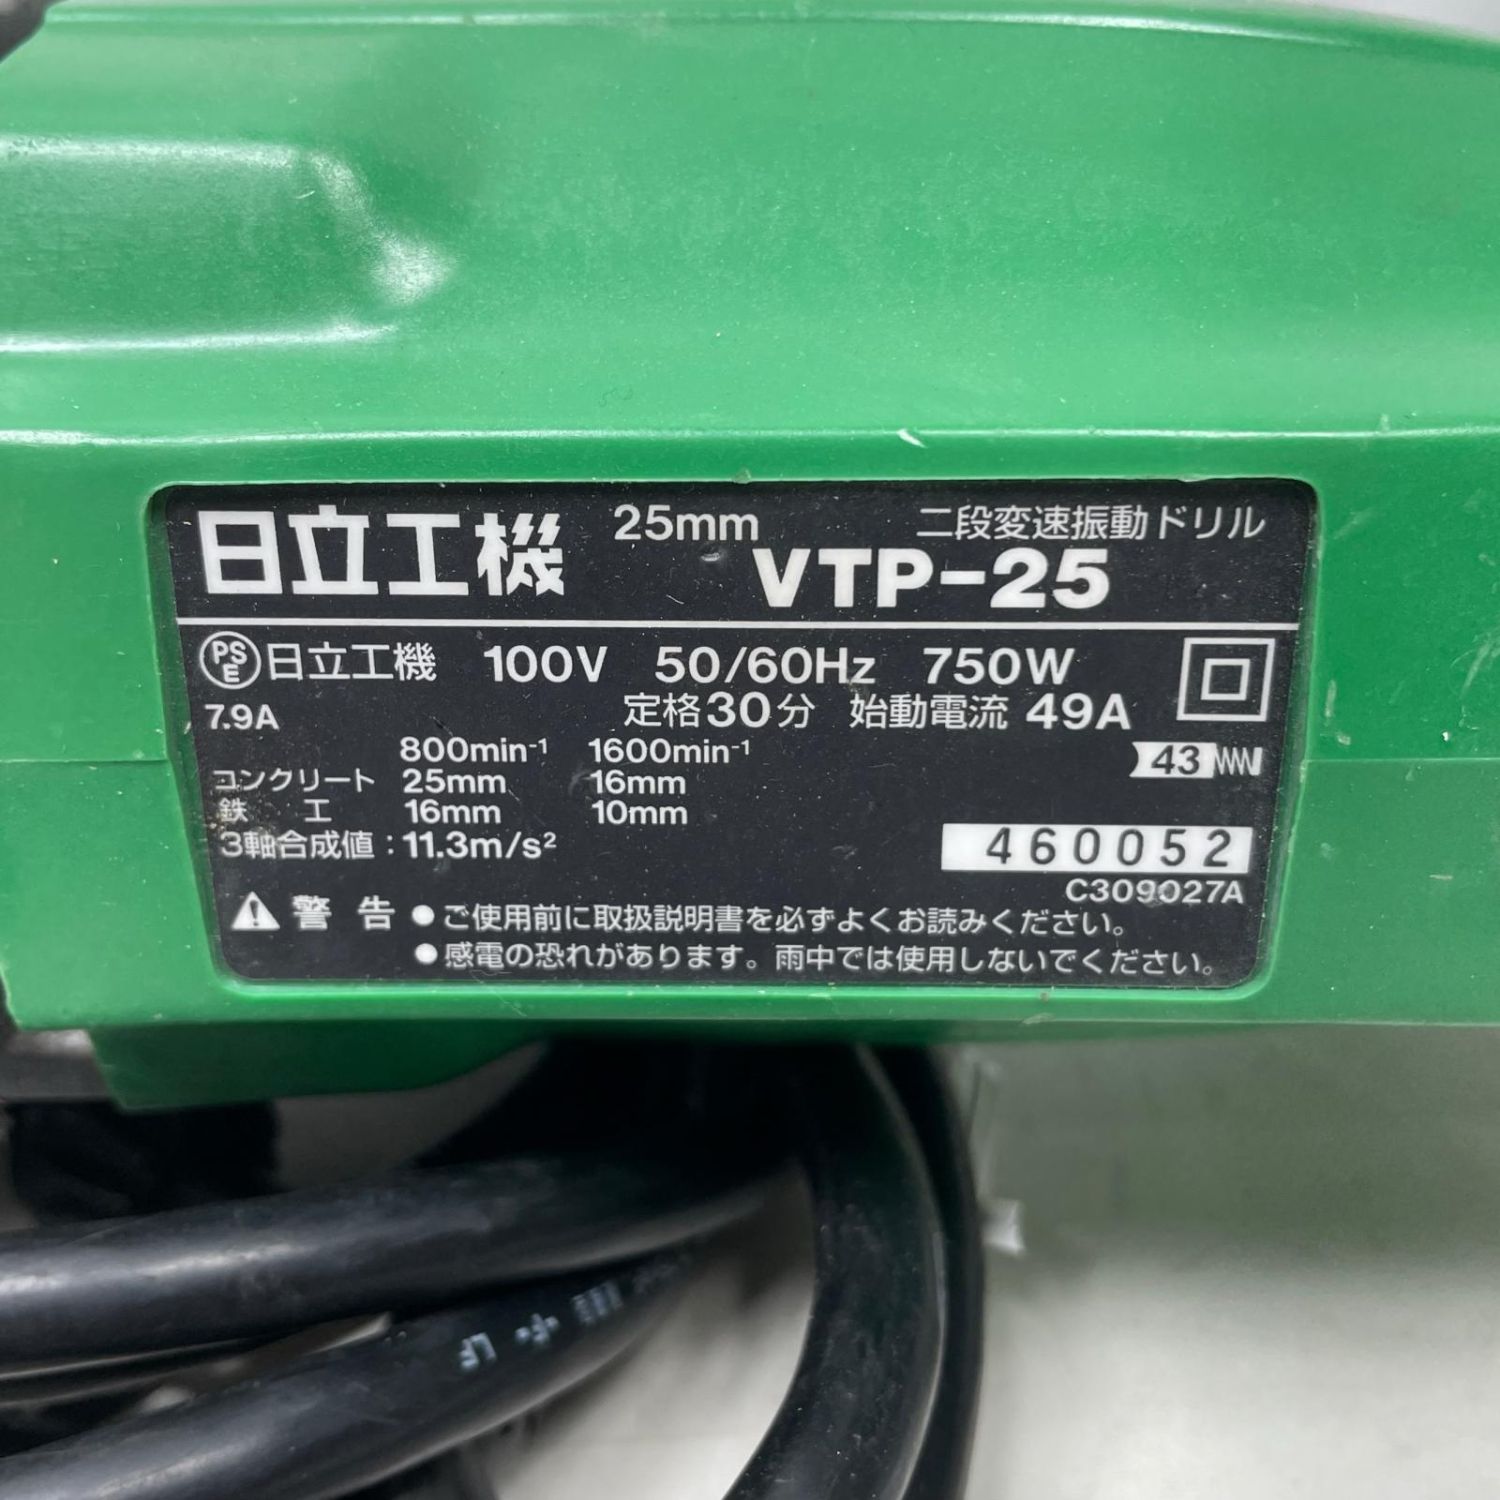 日立工機 25mm 二段変速振動ドリル
VTP-25
PSE 日立工機 100V 50/60Hz 750W
7.9A 定格30分 始動電流 49A
800min⁻¹ 1600min⁻¹
43
コンクリート 25mm 16mm
鉄工 16mm 10mm
3軸合成値：11.3m/s²
460052
C309027A
警告 ●ご使用前に取扱説明書を必ずよくお読みください。
●感電の恐れがあります。雨中では使用しないでください。
LF